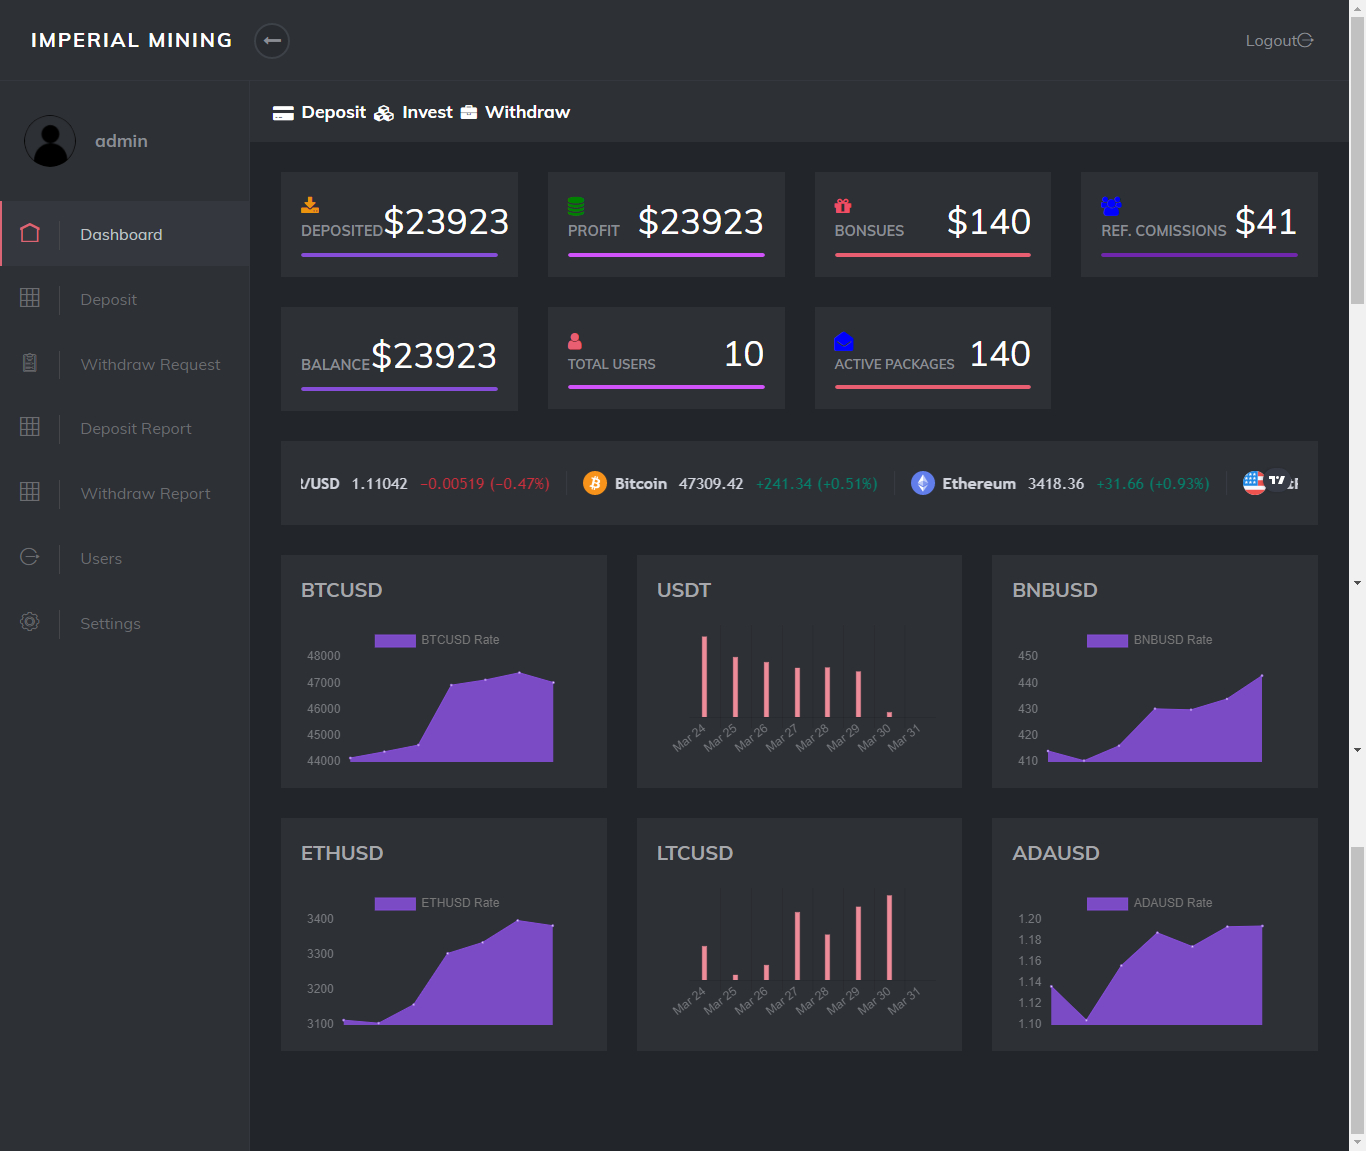 IMPERIAL MINING
Logout
admin
Dashboard
Deposit
Withdraw Request
Deposit Report
Withdraw Report
Users
Settings
Deposit Invest Withdraw
DEPOSITED $23923
PROFIT $23923
BONSUES $140
REF. COMISSIONS $41
BALANCE $23923
TOTAL USERS 10
ACTIVE PACKAGES 140
/USD 1.11042 −0.00519 (−0.47%) Bitcoin 47309.42 +241.34 (+0.51%) Ethereum 3418.36 +31.66 (+0.93%)
BTCUSD
BTCUSD Rate
48000
47000
46000
45000
44000
USDT
Mar 24 Mar 25 Mar 26 Mar 27 Mar 28 Mar 29 Mar 30 Mar 31
BNBUSD
BNBUSD Rate
450
440
430
420
410
ETHUSD
ETHUSD Rate
3400
3300
3200
3100
LTCUSD
Mar 24 Mar 25 Mar 26 Mar 27 Mar 28 Mar 29 Mar 30 Mar 31
ADAUSD
ADAUSD Rate
1.20
1.18
1.16
1.14
1.12
1.10